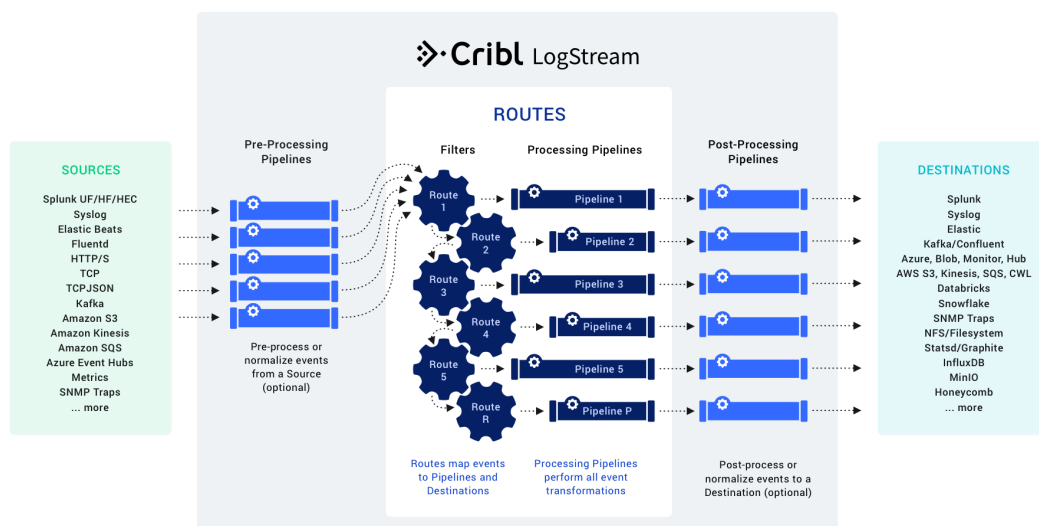 Cribl LogStream
ROUTES
Pre-Processing
Pipelines
Filters
Processing Pipelines
Post-Processing
Pipelines
SOURCES
Splunk UF/HF/HEC
Syslog
Elastic Beats
Fluentd
HTTP/S
TCP
TCPJSON
Kafka
Amazon S3
Amazon Kinesis
Amazon SQS
Azure Event Hubs
Metrics
SNMP Traps
... more
Pre-process or
normalize events
from a Source
(optional)
Route
1
Pipeline 1
Route
2
Pipeline 2
Route
3
Pipeline 3
Route
4
Pipeline 4
Route
5
Pipeline 5
Route
R
Pipeline P
Routes map events
to Pipelines and
Destinations
Processing Pipelines
perform all event
transformations
Post-process or
normalize events to a
Destination (optional)
DESTINATIONS
Splunk
Syslog
Elastic
Kafka/Confluent
Azure, Blob, Monitor, Hub
AWS S3, Kinesis, SQS, CWL
Databricks
Snowflake
SNMP Traps
NFS/Filesystem
Statsd/Graphite
InfluxDB
MinIO
Honeycomb
... more